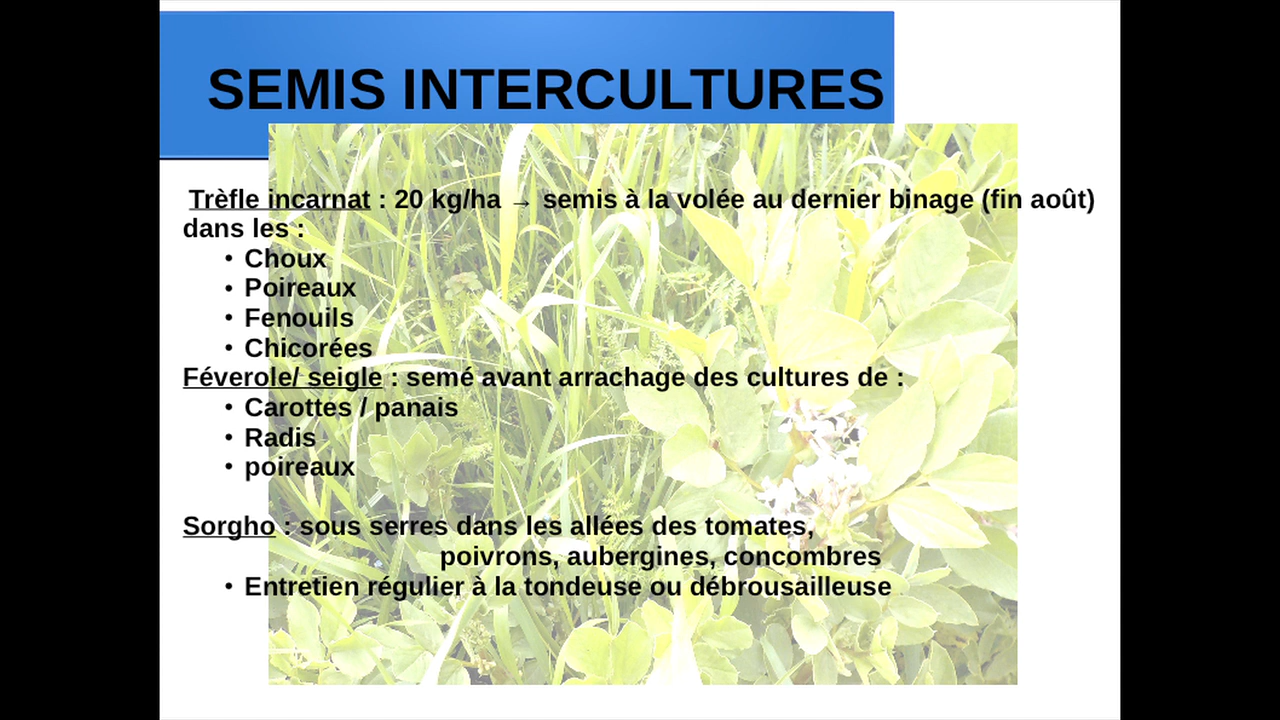 SEMIS INTERCULTURES
Trèfle incarnat : 20 kg/ha → semis à la volée au dernier binage (fin août)
dans les :
• Choux
• Poireaux
• Fenouils
• Chicorées
Féverole/ seigle : semé avant arrachage des cultures de :
• Carottes / panais
• Radis
• poireaux
Sorgho : sous serres dans les allées des tomates,
poivrons, aubergines, concombres
• Entretien régulier à la tondeuse ou débrousailleuse